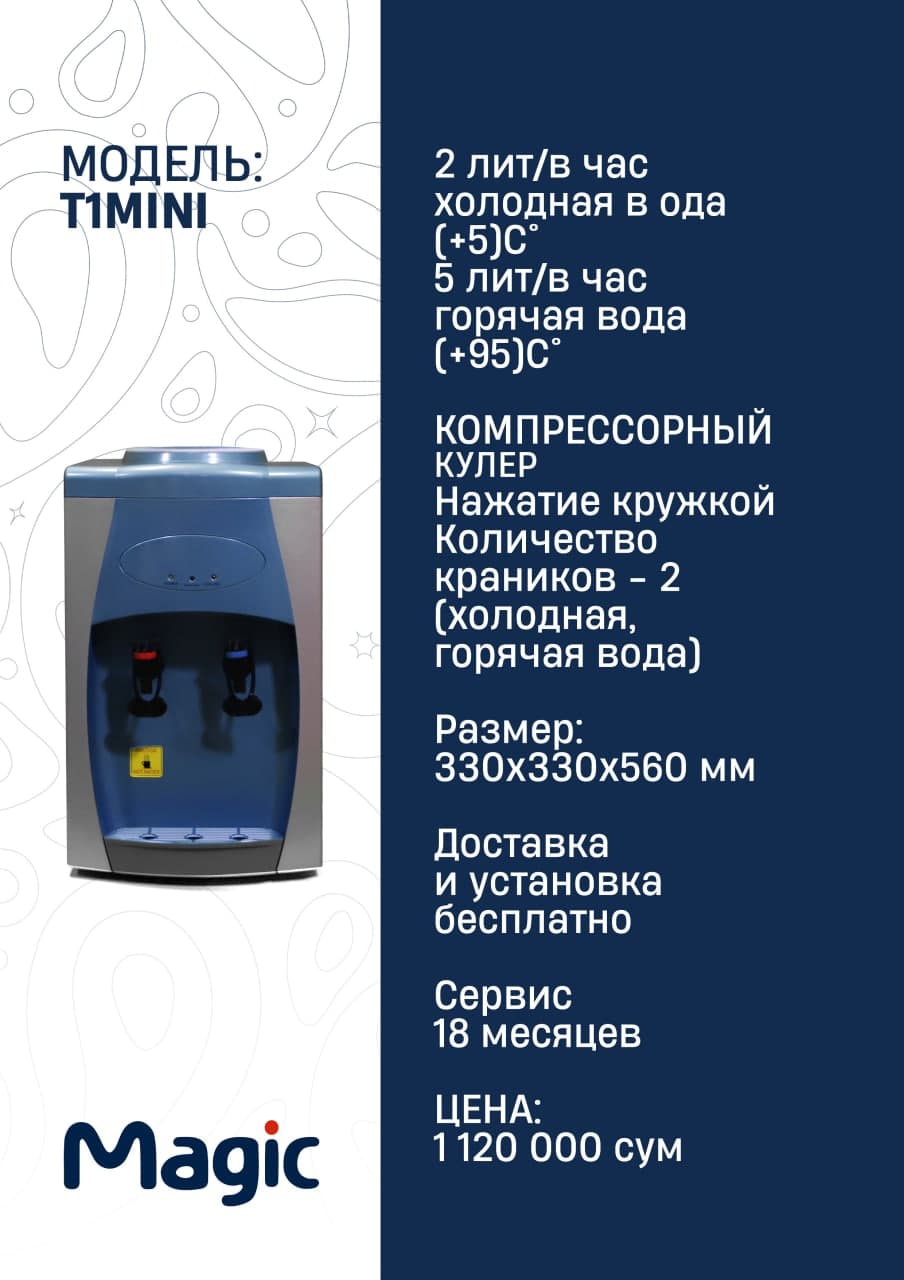 МОДЕЛЬ:
T1MINI
2 лит/в час
холодная в ода
(+5)C°
5 лит/в час
горячая вода
(+95)C°
КОМПРЕССОРНЫЙ
КУЛЕР
Нажатие кружкой
Количество
краников - 2
(холодная,
горячая вода)
Размер:
330х330х560 мм
Доставка
и установка
бесплатно
Сервис
18 месяцев
ЦЕНА:
1 120 000 сум
Magic